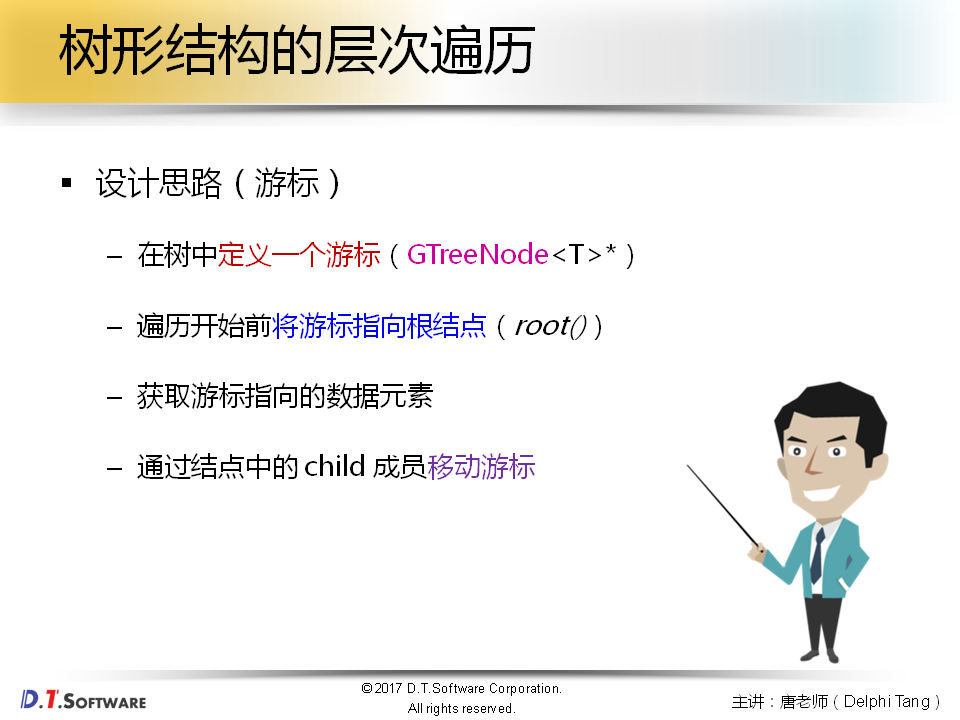 树形结构的层次遍历
▪ 设计思路（游标）
– 在树中定义一个游标（GTreeNode<T>*）
– 遍历开始前将游标指向根结点（root()）
– 获取游标指向的数据元素
– 通过结点中的 child 成员移动游标
D.T.SOFTWARE
©2017 D.T.Software Corporation.
All rights reserved.
主讲：唐老师（Delphi Tang）